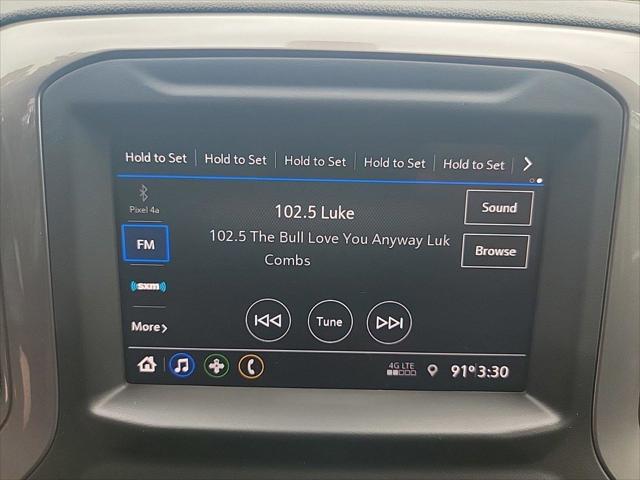 Hold to Set Hold to Set Hold to Set Hold to Set Hold to Set
Pixel 4a
102.5 Luke
Sound
FM
102.5 The Bull Love You Anyway Luk
Combs
Browse
sxm
More
Tune
4G LTE
91° 3:30